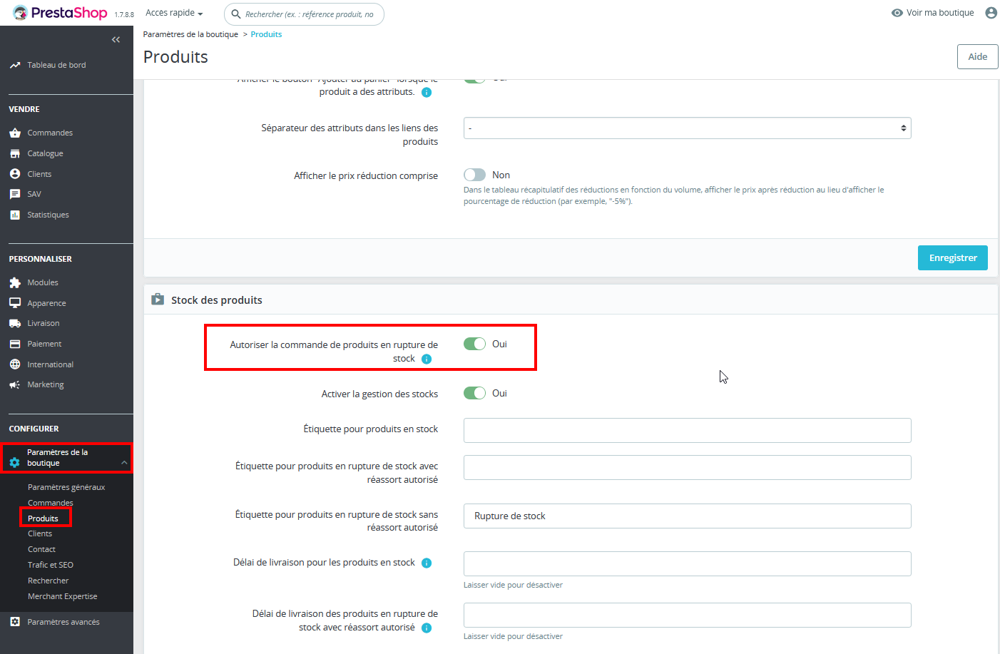 PrestaShop 1.7.8.8
Accès rapide
Rechercher (ex. : référence produit, no
Voir ma boutique
Paramètres de la boutique > Produits
Produits
Aide
Tableau de bord
VENDRE
Commandes
Catalogue
Clients
SAV
Statistiques
PERSONNALISER
Modules
Apparence
Livraison
Paiement
International
Marketing
CONFIGURER
Paramètres de la
boutique
Paramètres généraux
Commandes
Produits
Clients
Contact
Trafic et SEO
Rechercher
Merchant Expertise
Paramètres avancés
Afficher le bouton "Ajouter au panier" lorsque le
produit a des attributs.
Oui
Séparateur des attributs dans les liens des
produits
-
Afficher le prix réduction comprise
Non
Dans le tableau récapitulatif des réductions en fonction du volume, afficher le prix après réduction au lieu d'afficher le
pourcentage de réduction (par exemple, "-5%").
Enregistrer
Stock des produits
Autoriser la commande de produits en rupture de
stock
Oui
Activer la gestion des stocks
Oui
Étiquette pour produits en stock
Étiquette pour produits en rupture de stock avec
réassort autorisé
Étiquette pour produits en rupture de stock sans
réassort autorisé
Rupture de stock
Délai de livraison pour les produits en stock
Laisser vide pour désactiver
Délai de livraison des produits en rupture de
stock avec réassort autorisé
Laisser vide pour désactiver